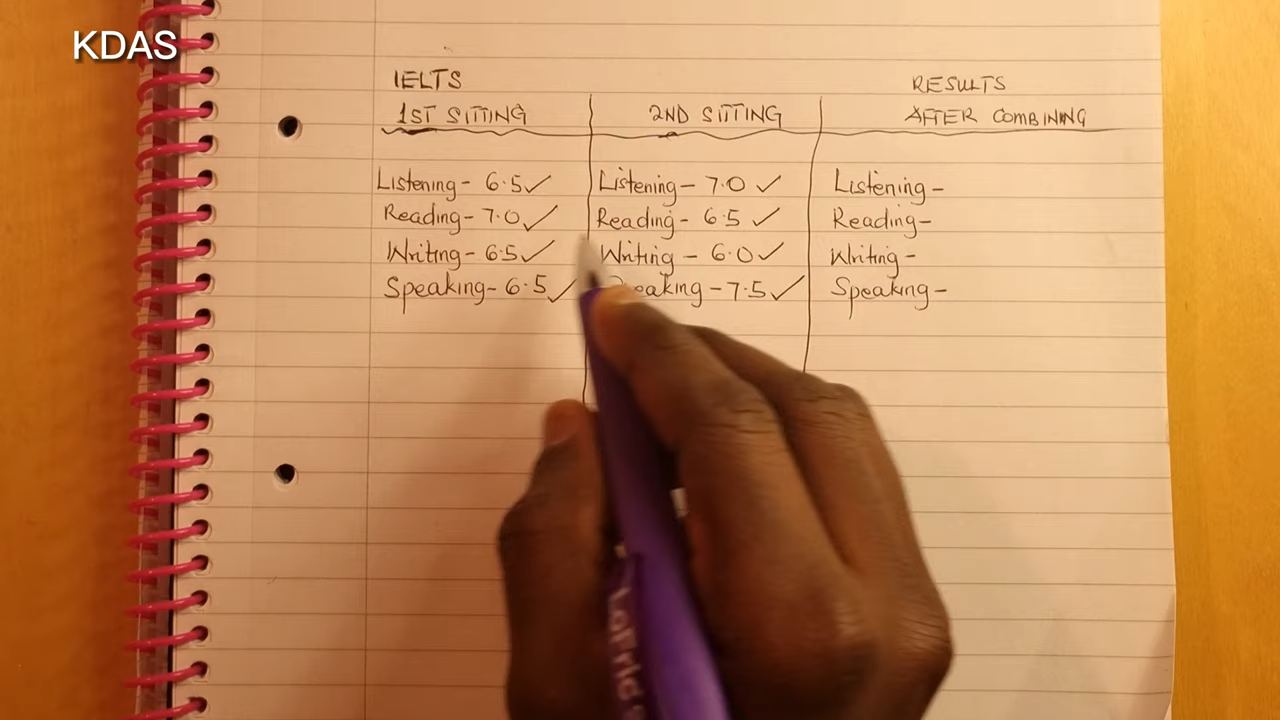 KDAS
IELTS
1ST SITTING
2ND SITTING
RESULTS
AFTER COMBINING
Listening - 6.5 ✓
Reading - 7.0 ✓
Writing - 6.5 ✓
Speaking - 6.5 ✓
Listening - 7.0 ✓
Reading - 6.5 ✓
Writing - 6.0 ✓
eaking - 7.5 ✓
Listening -
Reading -
Writing -
Speaking -